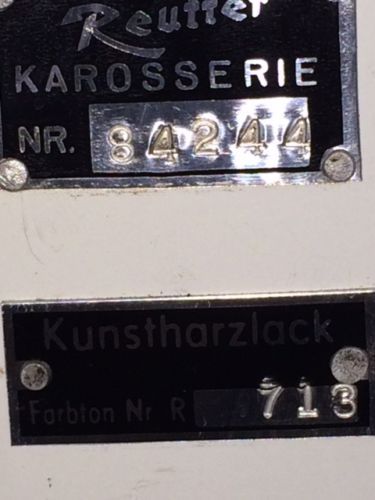 Reutter
KAROSSERIE
NR. 84244
Kunstharzlack
Farbton Nr R 713